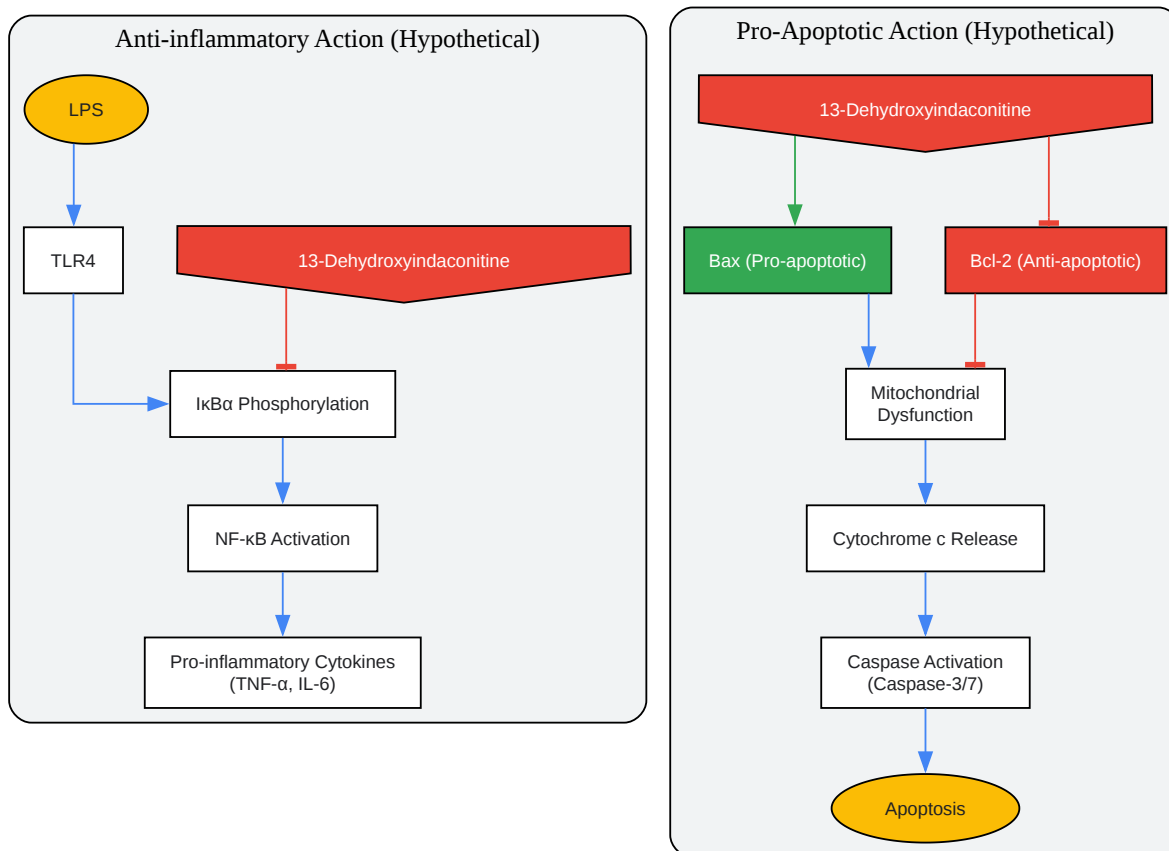 Anti-inflammatory Action (Hypothetical)
LPS
TLR4
13-Dehydroxyindaconitine
IκBα Phosphorylation
NF-κB Activation
Pro-inflammatory Cytokines
(TNF-α, IL-6)
Pro-Apoptotic Action (Hypothetical)
13-Dehydroxyindaconitine
Bax (Pro-apoptotic)
Bcl-2 (Anti-apoptotic)
Mitochondrial
Dysfunction
Cytochrome c Release
Caspase Activation
(Caspase-3/7)
Apoptosis